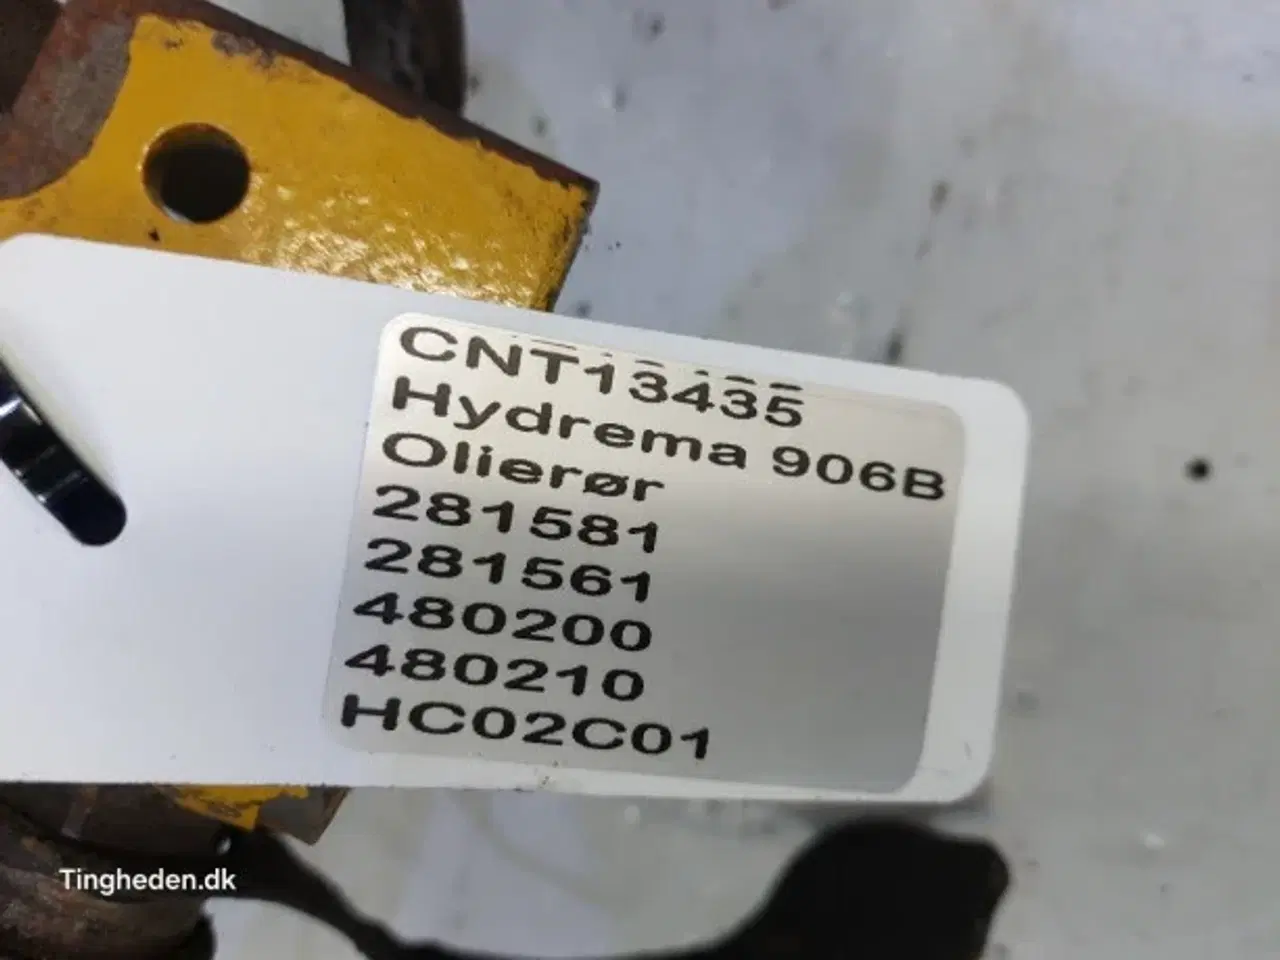 CNT13435
Hydrema 906B
Olierør
281581
281561
480200
480210
HC02C01
Tingheden.dk